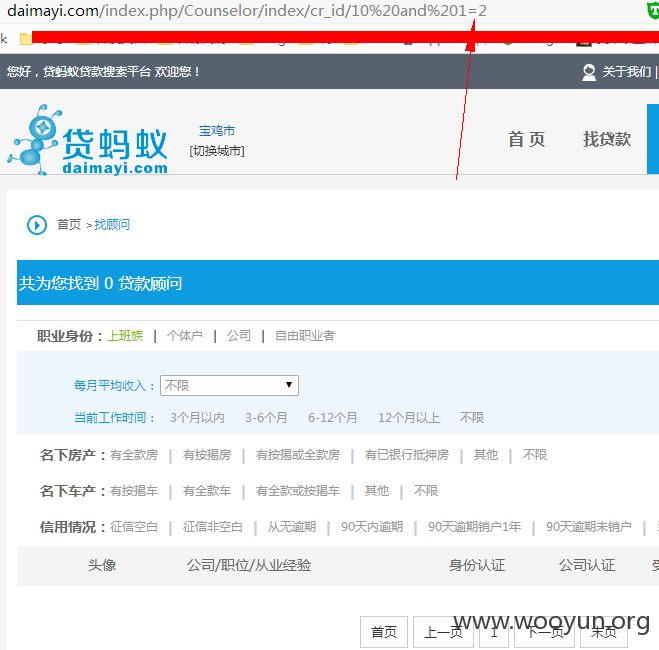 daimayi.com/index.php/Counselor/index/cr_id/10%20and%201=2
k
您好，贷蚂蚁贷款搜索平台 欢迎您！ 关于我们 |
贷蚂蚁
daimayi.com
宝鸡市
[切换城市]
首 页 找贷款
首页 >找顾问
共为您找到 0 贷款顾问
职业身份： 上班族 | 个体户 | 公司 | 自由职业者
每月平均收入： 不限
当前工作时间： 3个月以内 3-6个月 6-12个月 12个月以上 不限
名下房产： 有全款房 | 有按揭房 | 有按揭或全款房 | 有已银行抵押房 | 其他 | 不限
名下车产： 有按揭车 | 有全款车 | 有全款或按揭车 | 其他 | 不限
信用情况： 征信空白 | 征信非空白 | 从无逾期 | 90天内逾期 | 90天逾期销户1年 | 90天逾期未销户 |
头像 公司/职位/从业经验 身份认证 公司认证
首页 上一页 1 下一页 末页
www.wooyun.org